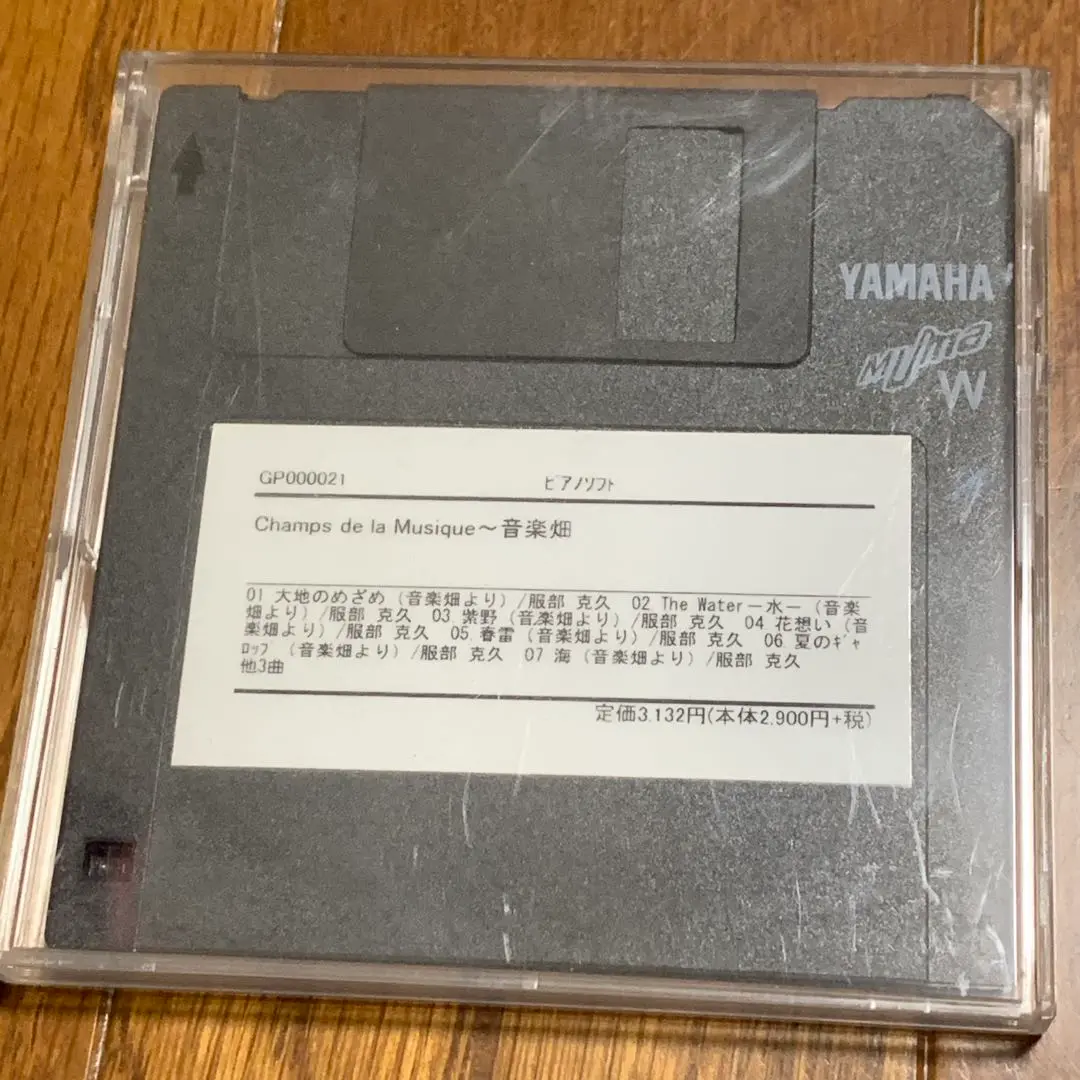 YAMAHA
Mujma
W
GP000021 ピアノソフト
Champs de la Musique～音楽畑
01 大地のめざめ（音楽畑より）/服部 克久 02 The Water－水－（音楽
畑より）/服部 克久 03 紫野（音楽畑より）/服部 克久 04 花想い（音
楽畑より）/服部 克久 05 春雷（音楽畑より）/服部 克久 06 夏のギャ
ロップ（音楽畑より）/服部 克久 07 海（音楽畑より）/服部 克久
他3曲
定価3,132円(本体2,900円+税)